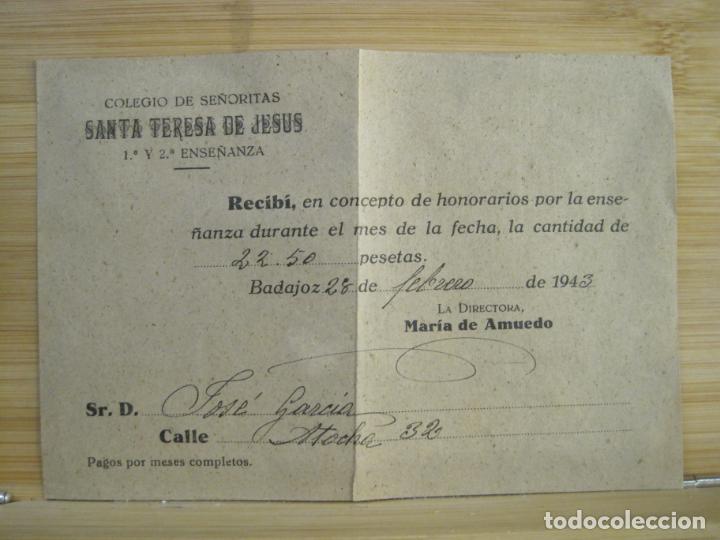 COLEGIO DE SEÑORITAS
SANTA TERESA DE JESUS
1.ª Y 2.ª ENSEÑANZA
Recibí, en concepto de honorarios por la ense-
ñanza durante el mes de la fecha, la cantidad de
22.50 pesetas.
Badajoz 28 de febrero de 1943
LA DIRECTORA,
María de Amuedo
Sr. D. José García
Calle Atocha 32
Pagos por meses completos.
todocoleccion.net